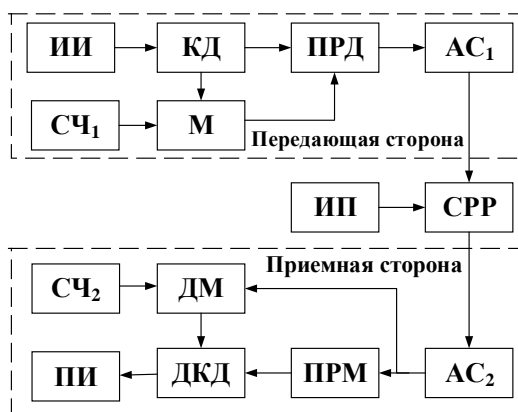 ИИ КД ПРД АС₁
СЧ₁ М
Передающая сторона
ИП СРР
Приемная сторона
СЧ₂ ДМ
ПИ ДКД ПРМ АС₂